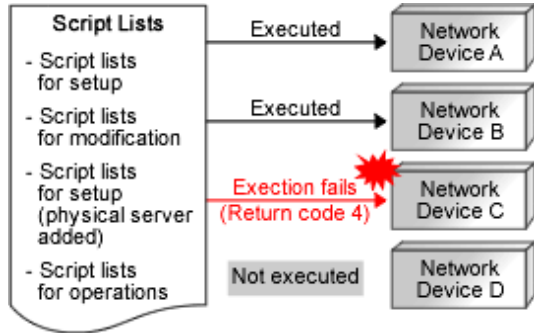 Script Lists
- Script lists
for setup
- Script lists
for modification
- Script lists
for setup
(physical server
added)
- Script lists
for operations
Executed
Network
Device A
Executed
Network
Device B
Exection fails
(Return code 4)
Network
Device C
Not executed
Network
Device D